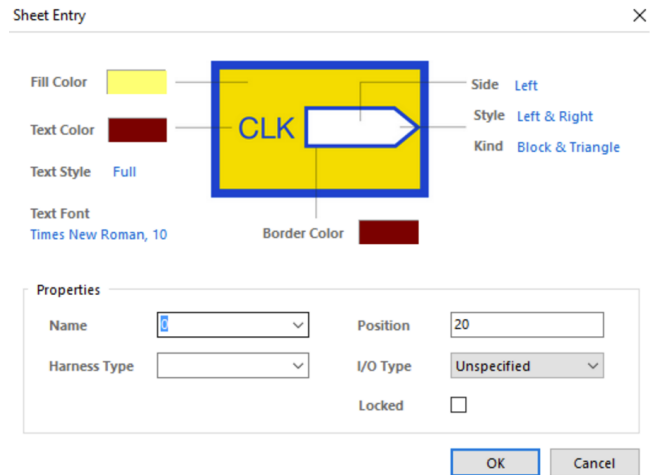 Sheet Entry
Fill Color
Side Left
Text Color
CLK
Style Left & Right
Kind Block & Triangle
Text Style Full
Text Font
Times New Roman, 10
Border Color
Properties
Name 0
Position 20
Harness Type
I/O Type Unspecified
Locked
OK Cancel